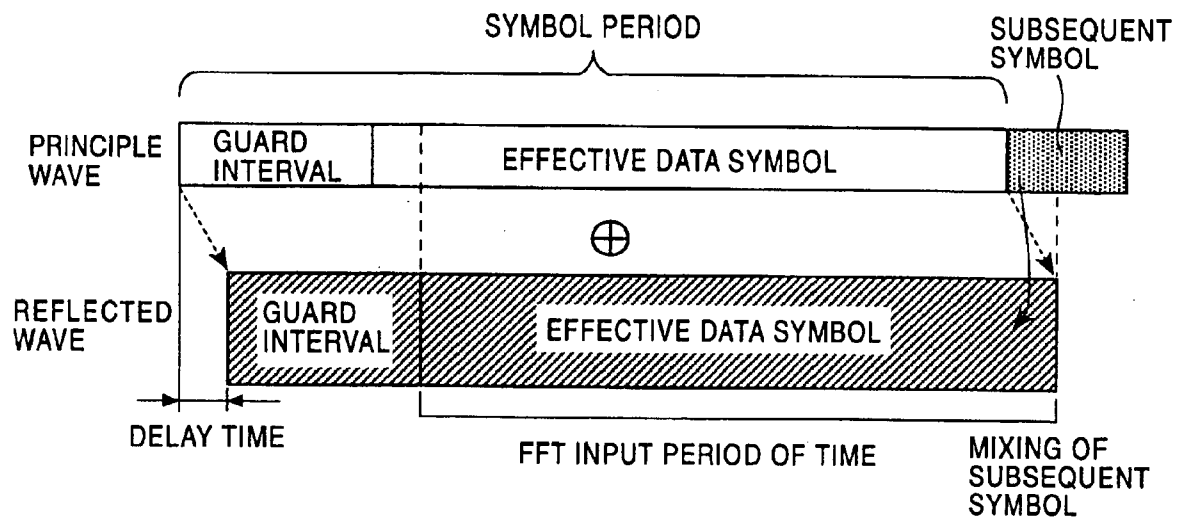 SYMBOL PERIOD
SUBSEQUENT
SYMBOL
PRINCIPLE
WAVE
GUARD
INTERVAL
EFFECTIVE DATA SYMBOL
REFLECTED
WAVE
GUARD
INTERVAL
EFFECTIVE DATA SYMBOL
DELAY TIME
FFT INPUT PERIOD OF TIME
MIXING OF
SUBSEQUENT
SYMBOL